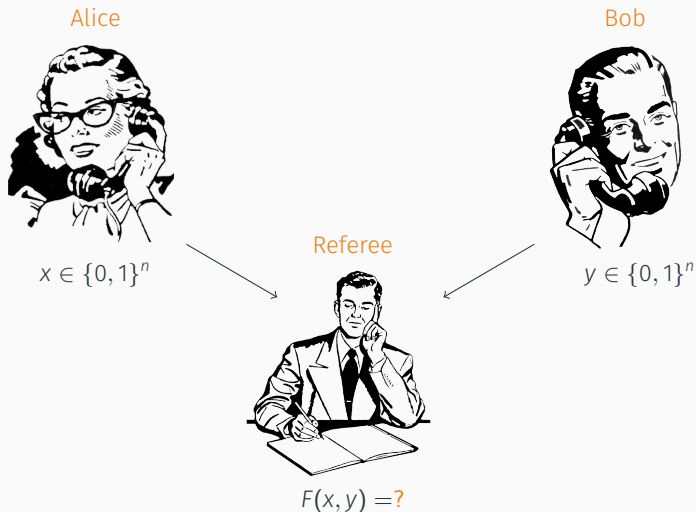 Alice
Bob
Referee
x ∈ {0, 1}ⁿ
y ∈ {0, 1}ⁿ
F(x, y) =?